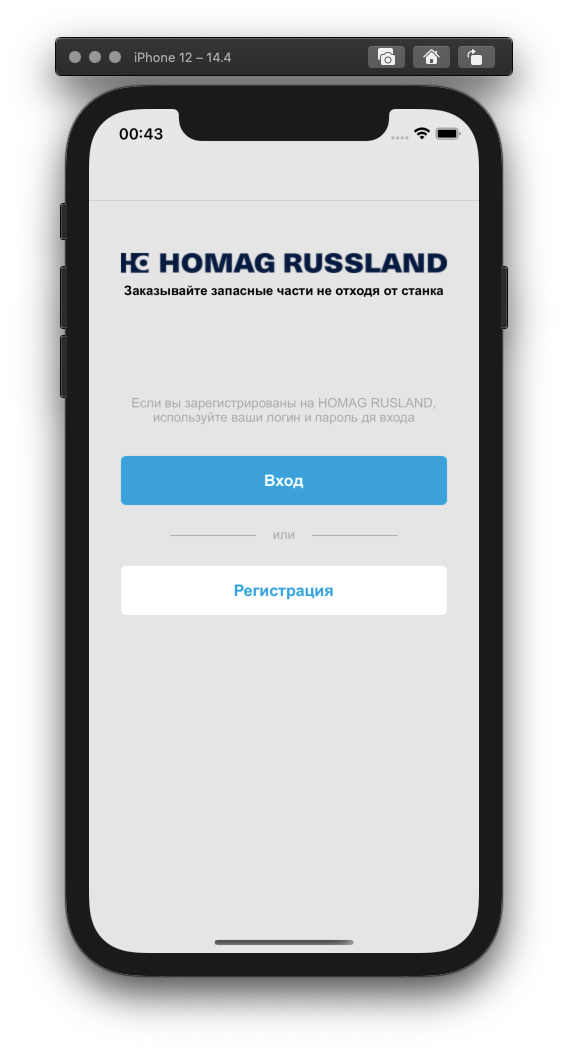 iPhone 12 – 14.4
00:43
HOMAG RUSSLAND
Заказывайте запасные части не отходя от станка
Если вы зарегистрированы на HOMAG RUSLAND,
используйте ваши логин и пароль дя входа
Вход
или
Регистрация